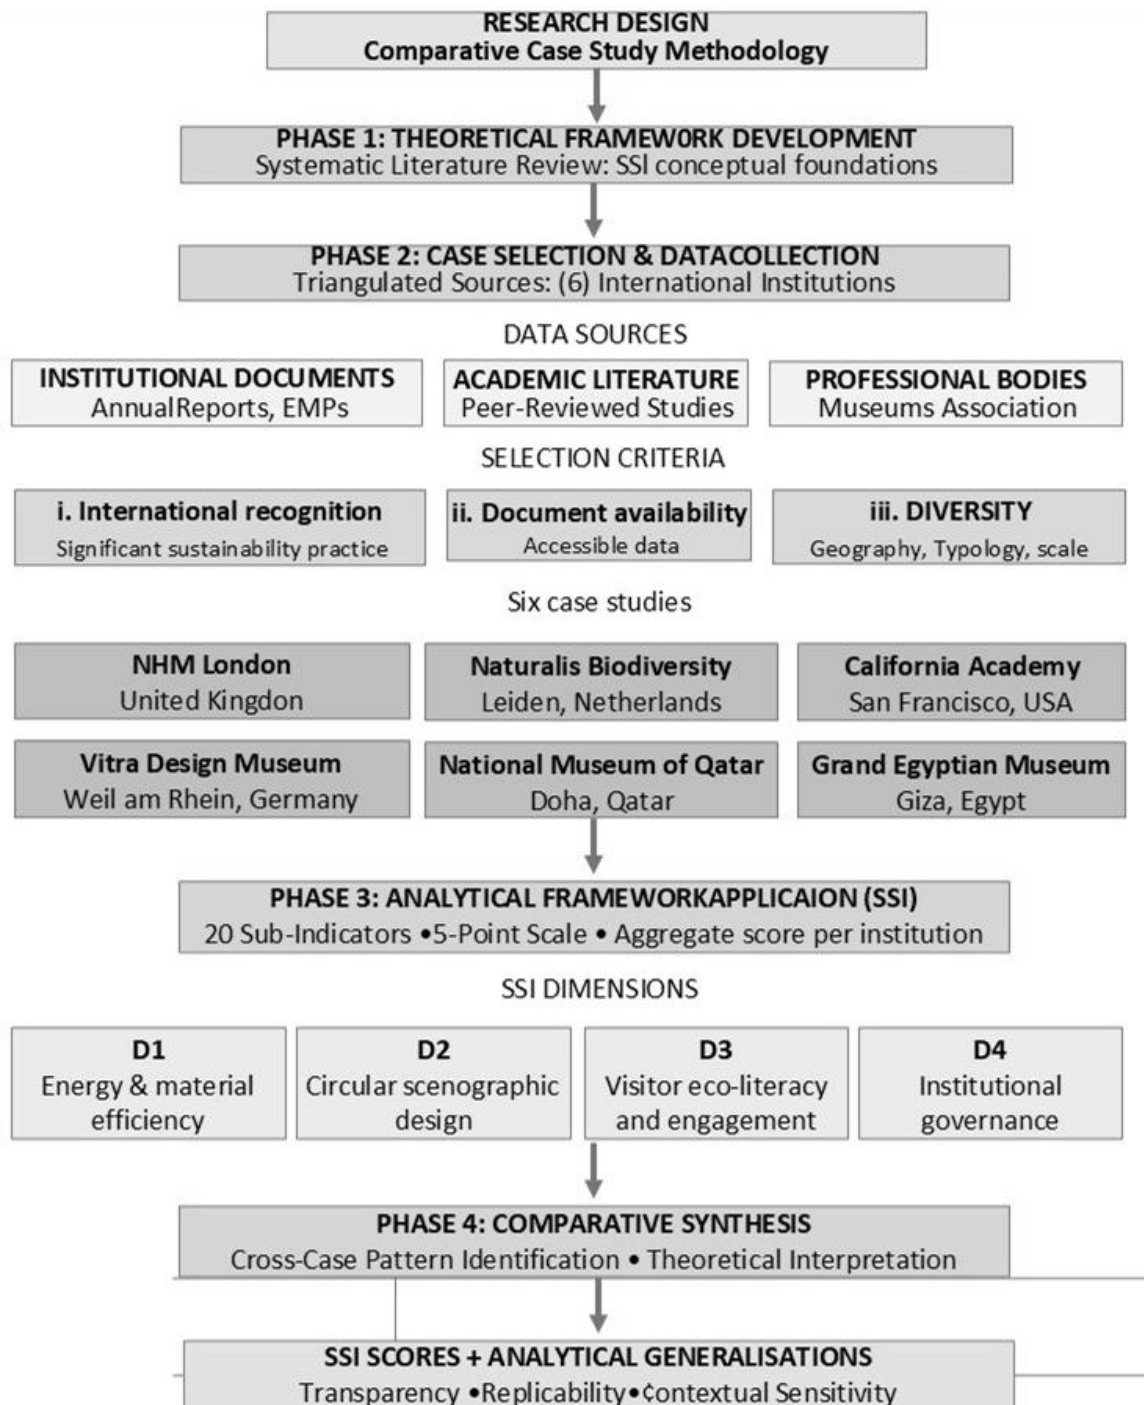 RESEARCH DESIGN
Comparative Case Study Methodology
PHASE 1: THEORETICAL FRAMEW0RK DEVELOPMENT
Systematic Literature Review: SSI conceptual foundations
PHASE 2: CASE SELECTION & DATACOLLECTION
Triangulated Sources: (6) International Institutions
DATA SOURCES
INSTITUTIONAL DOCUMENTS
AnnualReports, EMPs
ACADEMIC LITERATURE
Peer-Reviewed Studies
PROFESSIONAL BODIES
Museums Association
SELECTION CRITERIA
i. International recognition
Significant sustainability practice
ii. Document availability
Accessible data
iii. DIVERSITY
Geography, Typology, scale
Six case studies
NHM London
United Kingdon
Naturalis Biodiversity
Leiden, Netherlands
California Academy
San Francisco, USA
Vitra Design Museum
Weil am Rhein, Germany
National Museum of Qatar
Doha, Qatar
Grand Egyptian Museum
Giza, Egypt
PHASE 3: ANALYTICAL FRAMEWORKAPPLICAION (SSI)
20 Sub-Indicators •5-Point Scale • Aggregate score per institution
SSI DIMENSIONS
D1
Energy & material
efficiency
D2
Circular scenographic
design
D3
Visitor eco-literacy
and engagement
D4
Institutional
governance
PHASE 4: COMPARATIVE SYNTHESIS
Cross-Case Pattern Identification • Theoretical Interpretation
SSI SCORES + ANALYTICAL GENERALISATIONS
Transparency •Replicability•¢ontextual Sensitivity